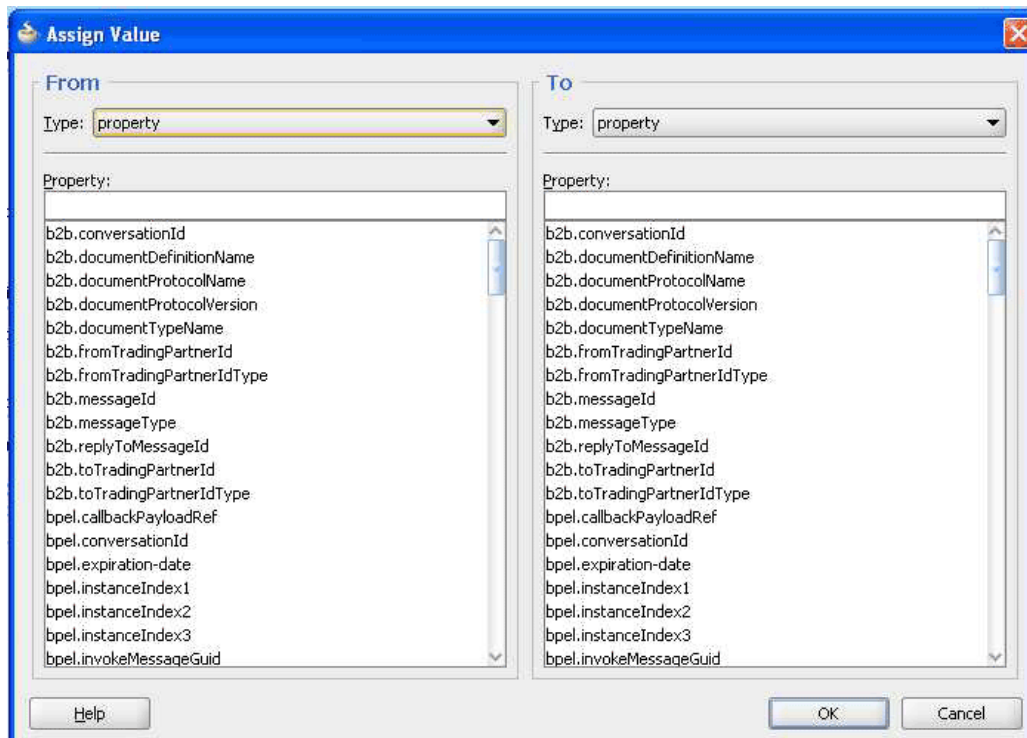 Assign Value
From
Type: property
Property:
b2b.conversationId
b2b.documentDefinitionName
b2b.documentProtocolName
b2b.documentProtocolVersion
b2b.documentTypeName
b2b.fromTradingPartnerId
b2b.fromTradingPartnerIdType
b2b.messageId
b2b.messageType
b2b.replyToMessageId
b2b.toTradingPartnerId
b2b.toTradingPartnerIdType
bpel.callbackPayloadRef
bpel.conversationId
bpel.expiration-date
bpel.instanceIndex1
bpel.instanceIndex2
bpel.instanceIndex3
bpel.invokeMessageGuid
To
Type: property
Property:
b2b.conversationId
b2b.documentDefinitionName
b2b.documentProtocolName
b2b.documentProtocolVersion
b2b.documentTypeName
b2b.fromTradingPartnerId
b2b.fromTradingPartnerIdType
b2b.messageId
b2b.messageType
b2b.replyToMessageId
b2b.toTradingPartnerId
b2b.toTradingPartnerIdType
bpel.callbackPayloadRef
bpel.conversationId
bpel.expiration-date
bpel.instanceIndex1
bpel.instanceIndex2
bpel.instanceIndex3
bpel.invokeMessageGuid
Help
OK
Cancel